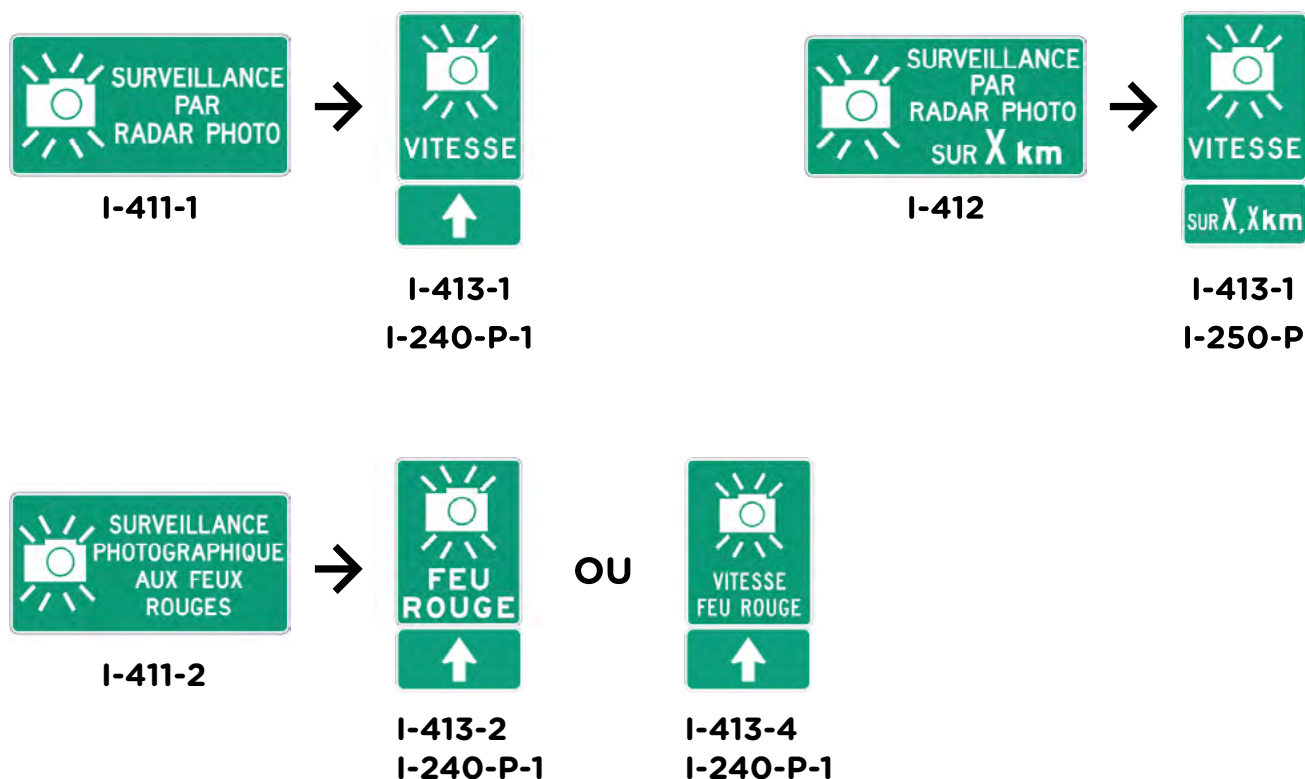 SURVEILLANCE
PAR
RADAR PHOTO
I-411-1
VITESSE
I-413-1
I-240-P-1
SURVEILLANCE
PAR
RADAR PHOTO
SUR X km
I-412
VITESSE
SUR X,X km
I-413-1
I-250-P
SURVEILLANCE
PHOTOGRAPHIQUE
AUX FEUX
ROUGES
I-411-2
FEU
ROUGE
I-413-2
I-240-P-1
OU
VITESSE
FEU ROUGE
I-413-4
I-240-P-1